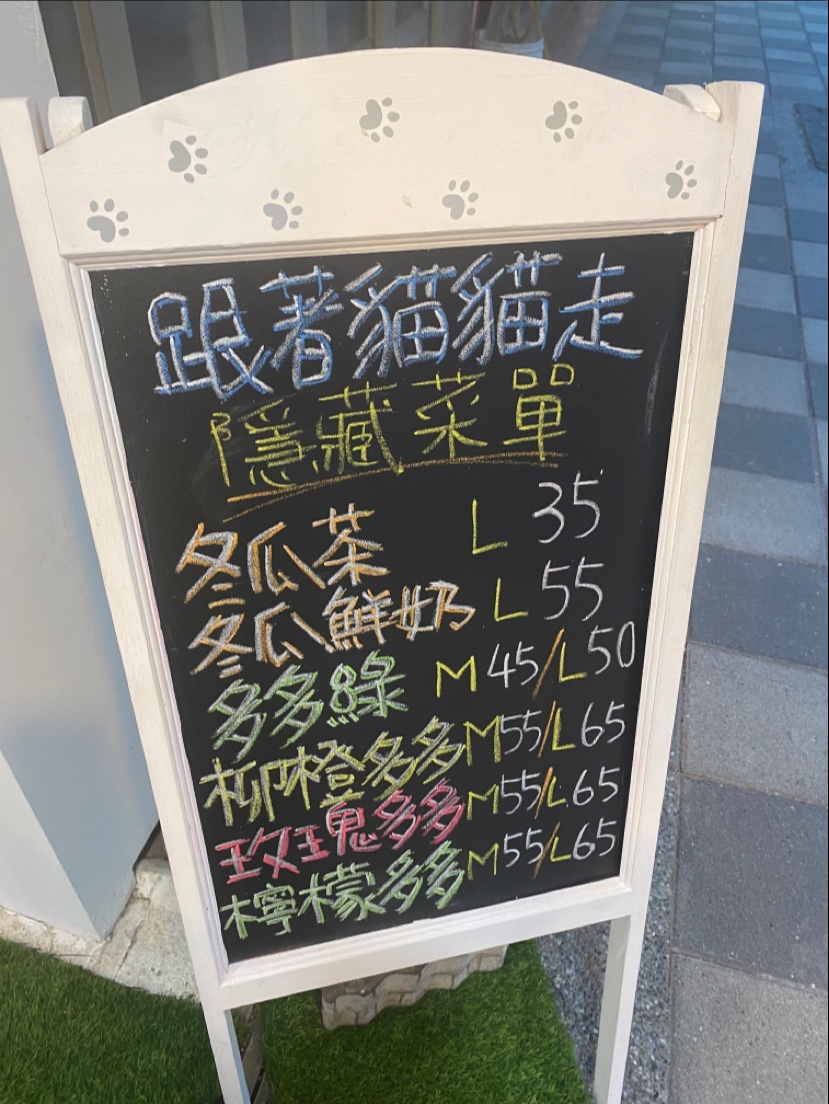 跟著貓貓走
隱藏菜單
冬瓜茶 L 35
冬瓜鮮奶 L 55
多多綠 M 45/L50
柳橙多多 M55/L65
玫瑰多多 M55/L65
檸檬多多 M55/L65